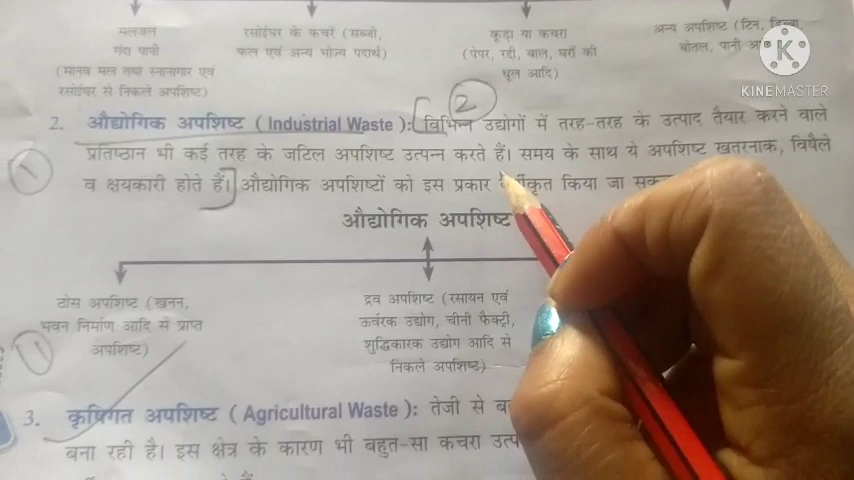 मलजल
गंदा पानी
(मानव मल तथा स्नानागार एवं
रसोईघर से निकले अपशिष्ट)
रसोईघर के कचरे (सब्जी,
फल एवं अन्य भोज्य पदार्थ)
कूड़ा या कचरा
(पेपर, रद्दी, बाल, घरों की
धूल आदि)
अन्य अपशिष्ट (टिन,
बोतल, पानी
KINEMASTER
2
2. औद्योगिक अपशिष्ट (Industrial Waste): विभिन्न उद्योगों में तरह-तरह के उत्पाद तैयार करने वाले
प्रतिष्ठान भी कई तरह के जटिल अपशिष्ट उत्पन्न करते हैं। समय के साथ ये अपशिष्ट खतरनाक, विषैले
व क्षयकारी होते हैं। औद्योगिक अपशिष्टों को इस प्रकार किया जा
औद्योगिक अपशिष्ट
ठोस अपशिष्ट (खनन,
भवन निर्माण आदि से प्राप्त
अपशिष्ट)
द्रव अपशिष्ट (रसायन एवं
ऊर्वरक उद्योग, चीनी फैक्ट्री,
शुद्धिकारक उद्योग आदि से
निकले अपशिष्ट)
3. कृषिगत अपशिष्ट (Agricultural Waste): तेजी से
बना रही है। इस क्षेत्र के कारण भी बहुत-सा कचरा